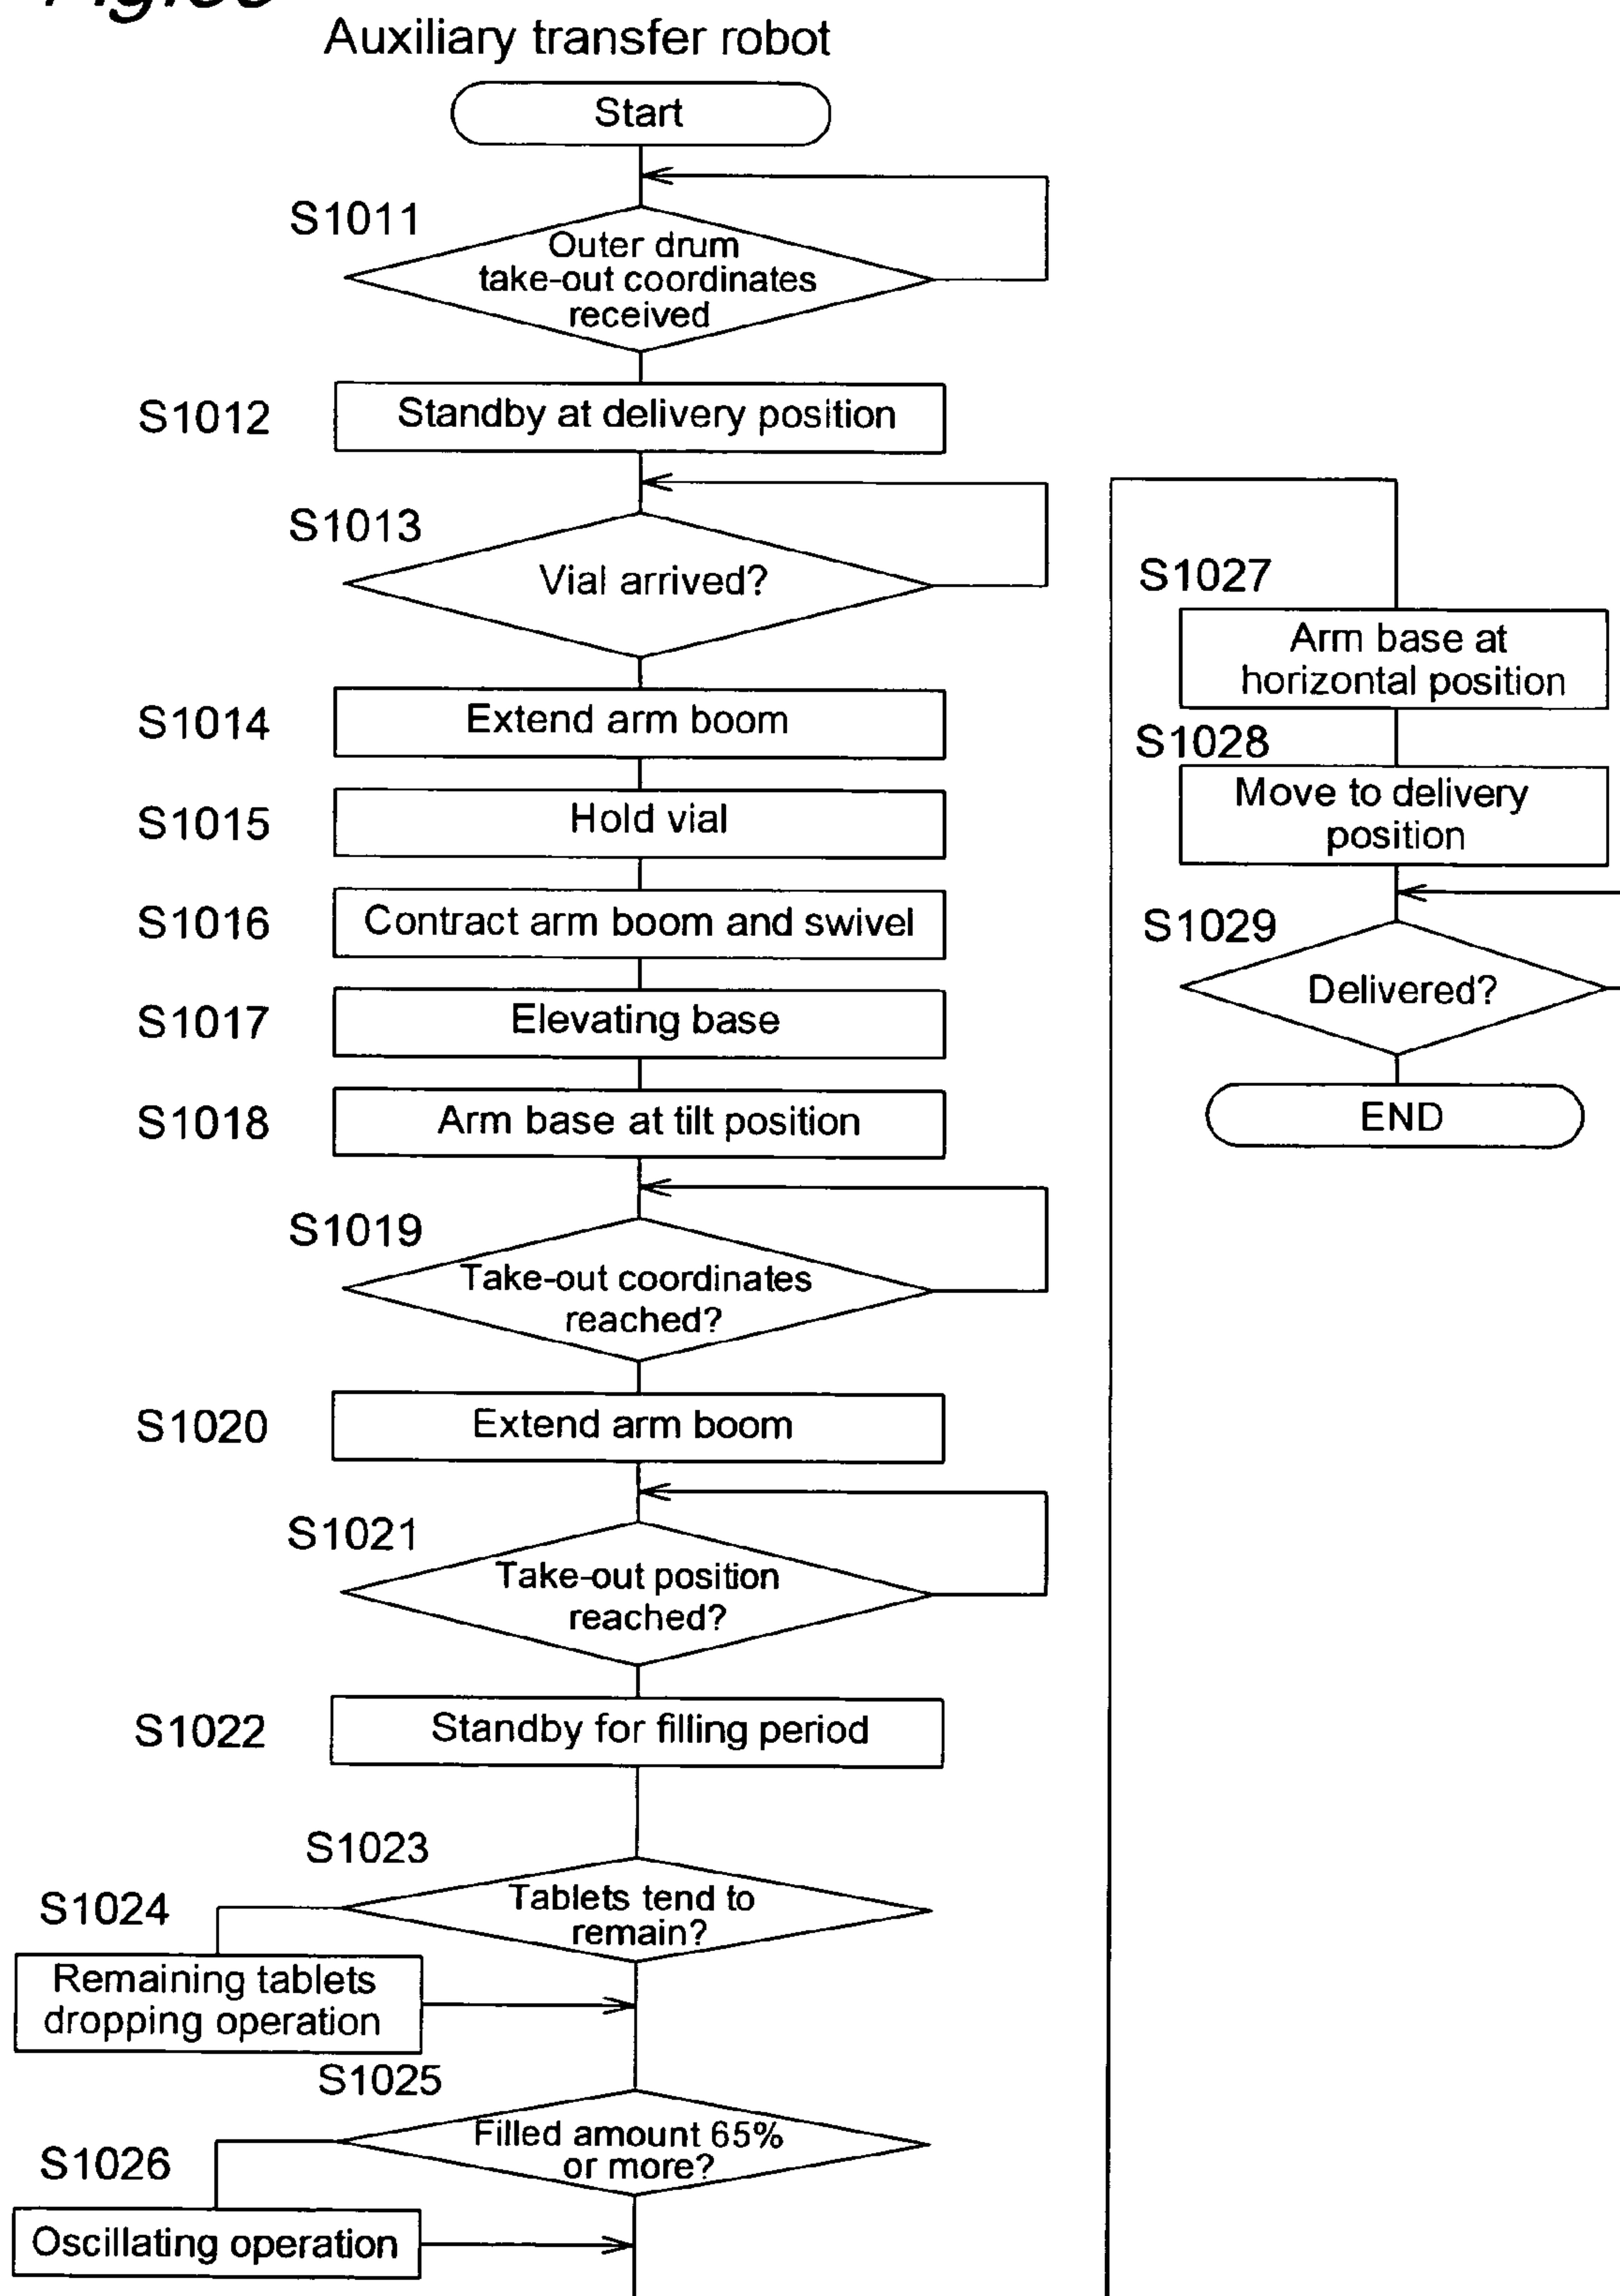 Auxiliary transfer robot
Start
S1011
Outer drum
take-out coordinates
received
S1012
Standby at delivery position
S1013
Vial arrived?
S1014
Extend arm boom
S1015
Hold vial
S1016
Contract arm boom and swivel
S1017
Elevating base
S1018
Arm base at tilt position
S1019
Take-out coordinates
reached?
S1020
Extend arm boom
S1021
Take-out position
reached?
S1022
Standby for filling period
S1023
Tablets tend to
remain?
S1024
Remaining tablets
dropping operation
S1025
Filled amount 65%
or more?
S1026
Oscillating operation
S1027
Arm base at
horizontal position
S1028
Move to delivery
position
S1029
Delivered?
END